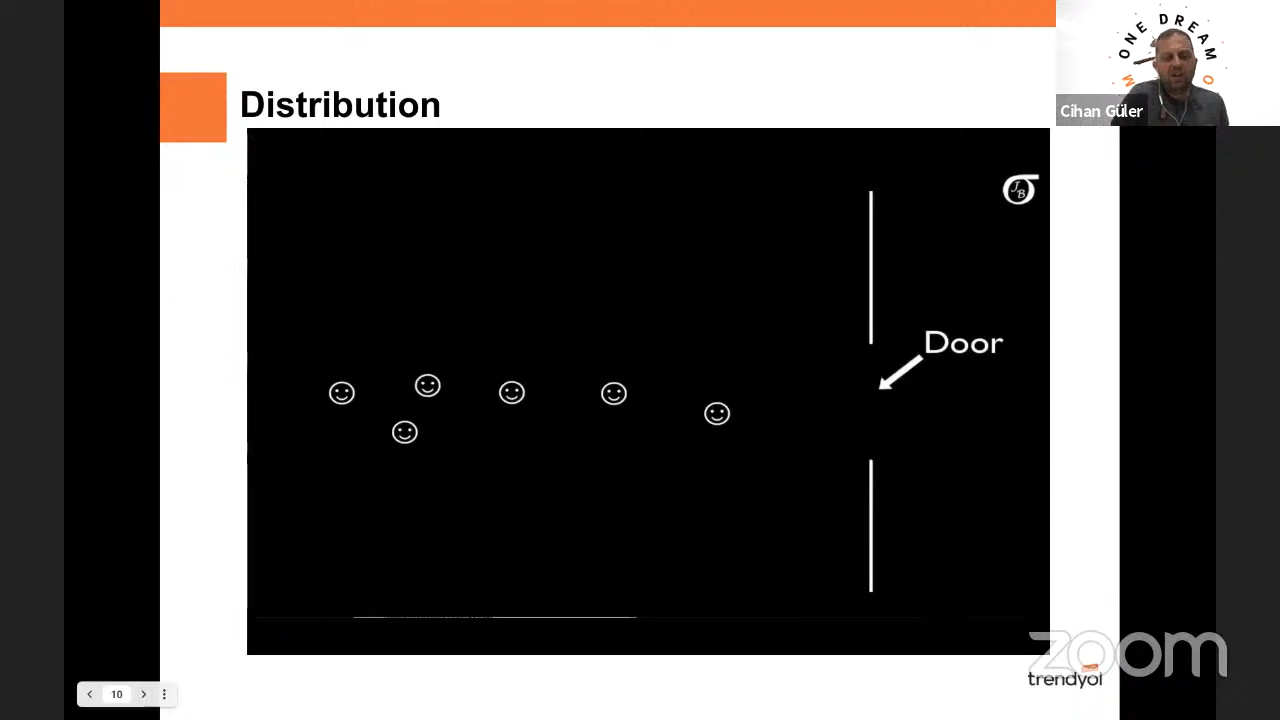 ONE DREAM
M
O
Cihan Güler
Distribution
σ
J
B
Door
zoom
trendyol
10